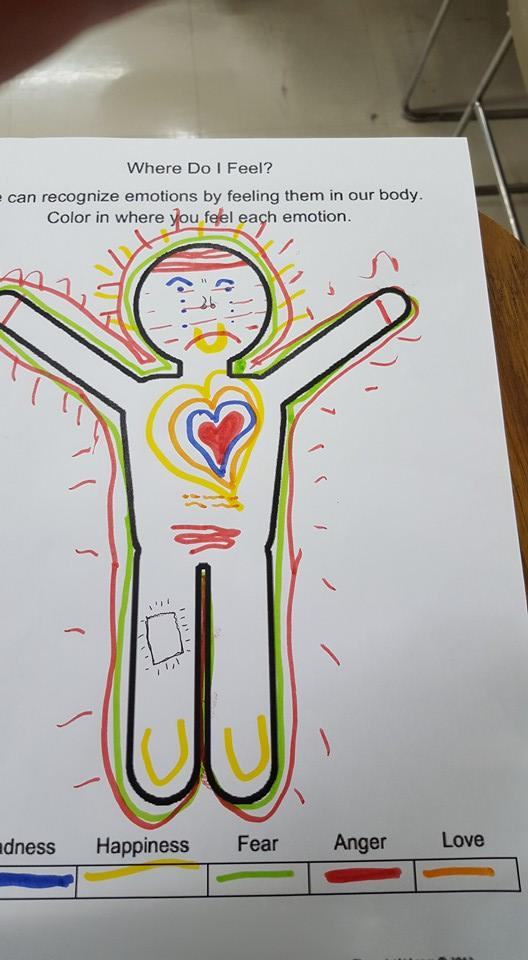 Where Do I Feel?
can recognize emotions by feeling them in our body.
Color in where you feel each emotion.
Happiness Fear Anger Love